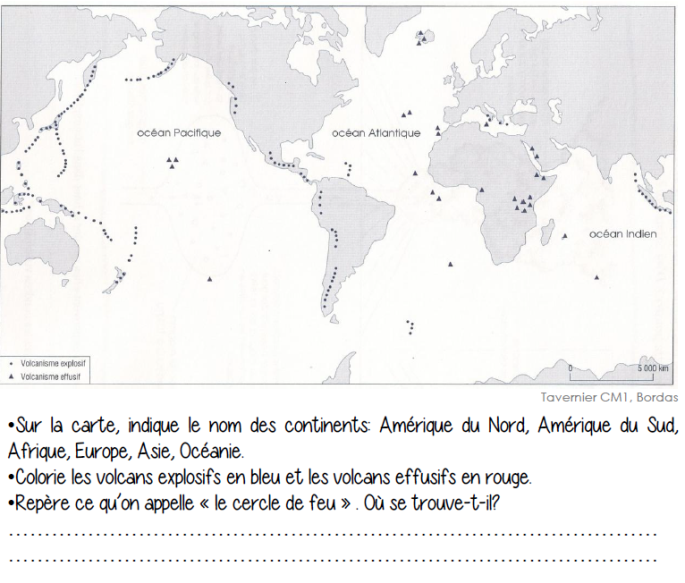 océan Pacifique
océan Atlantique
océan Indien
• Volcanisme explosif
▲ Volcanisme effusif
0 5 000 km
Tavernier CM1, Bordas
•Sur la carte, indique le nom des continents: Amérique du Nord, Amérique du Sud,
Afrique, Europe, Asie, Océanie.
•Colorie les volcans explosifs en bleu et les volcans effusifs en rouge.
•Repère ce qu'on appelle « le cercle de feu » . Où se trouve-t-il?